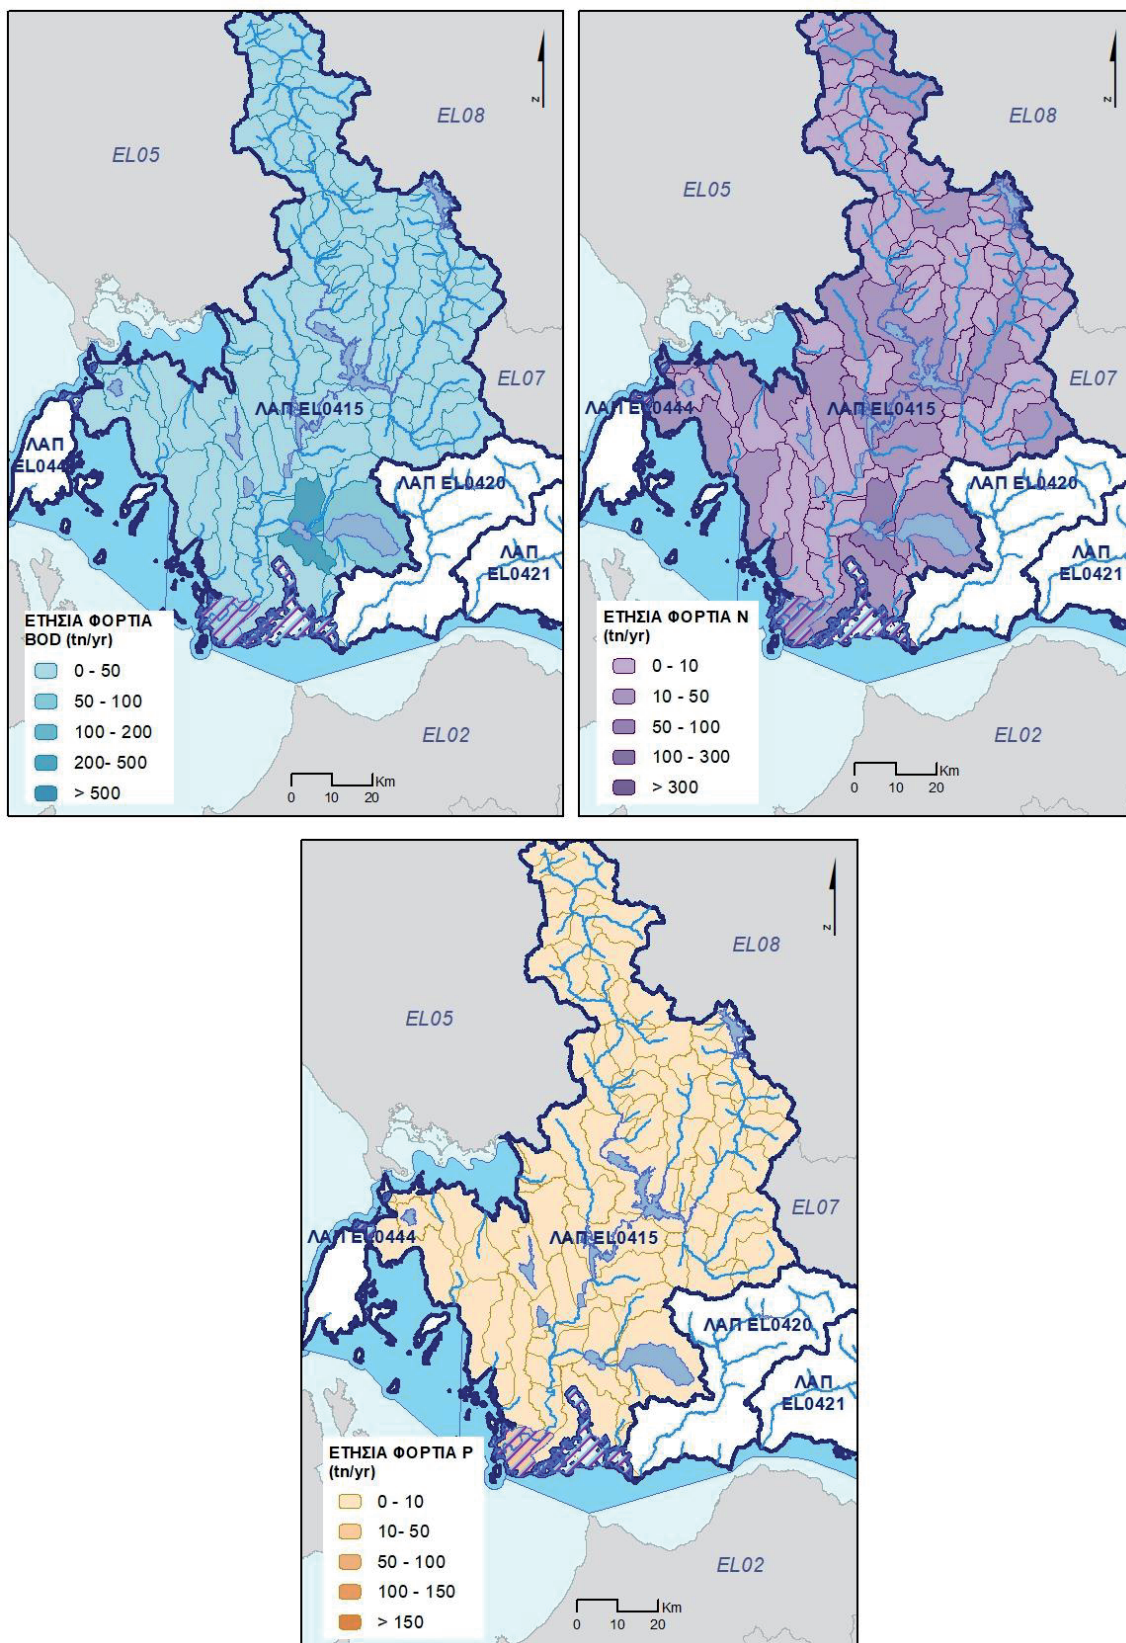 EL08
EL05
EL07
ΛΑΠ EL0415
ΛΑΠ
EL044
ΛΑΠ EL0420
ΛΑΠ
EL0421
EL02
z
ΕΤΗΣΙΑ ΦΟΡΤΙΑ
BOD (tn/yr)
0 - 50
50 - 100
100 - 200
200- 500
> 500
Km
0 10 20
EL08
EL05
EL07
ΛΑΠ EL0444
ΛΑΠ EL0415
ΛΑΠ EL0420
ΛΑΠ
EL0421
EL02
z
ΕΤΗΣΙΑ ΦΟΡΤΙΑ N
(tn/yr)
0 - 10
10 - 50
50 - 100
100 - 300
> 300
Km
0 10 20
EL08
EL05
EL07
ΛΑΠ EL0444
ΛΑΠ EL0415
ΛΑΠ EL0420
ΛΑΠ
EL0421
EL02
z
ΕΤΗΣΙΑ ΦΟΡΤΙΑ P
(tn/yr)
0 - 10
10- 50
50 - 100
100 - 150
> 150
Km
0 10 20